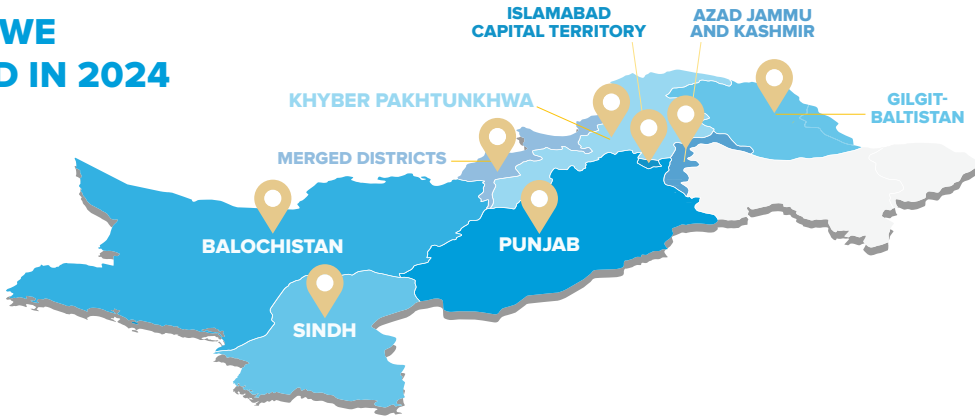 WE
D IN 2024
ISLAMABAD
CAPITAL TERRITORY
AZAD JAMMU
AND KASHMIR
KHYBER PAKHTUNKHWA
GILGIT-
BALTISTAN
MERGED DISTRICTS
BALOCHISTAN
PUNJAB
SINDH